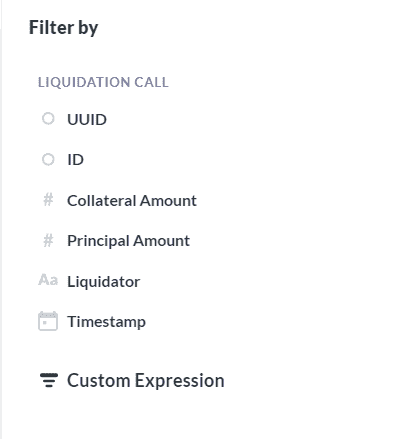 Filter by
LIQUIDATION CALL
UUID
ID
# Collateral Amount
# Principal Amount
Aa Liquidator
Timestamp
Custom Expression